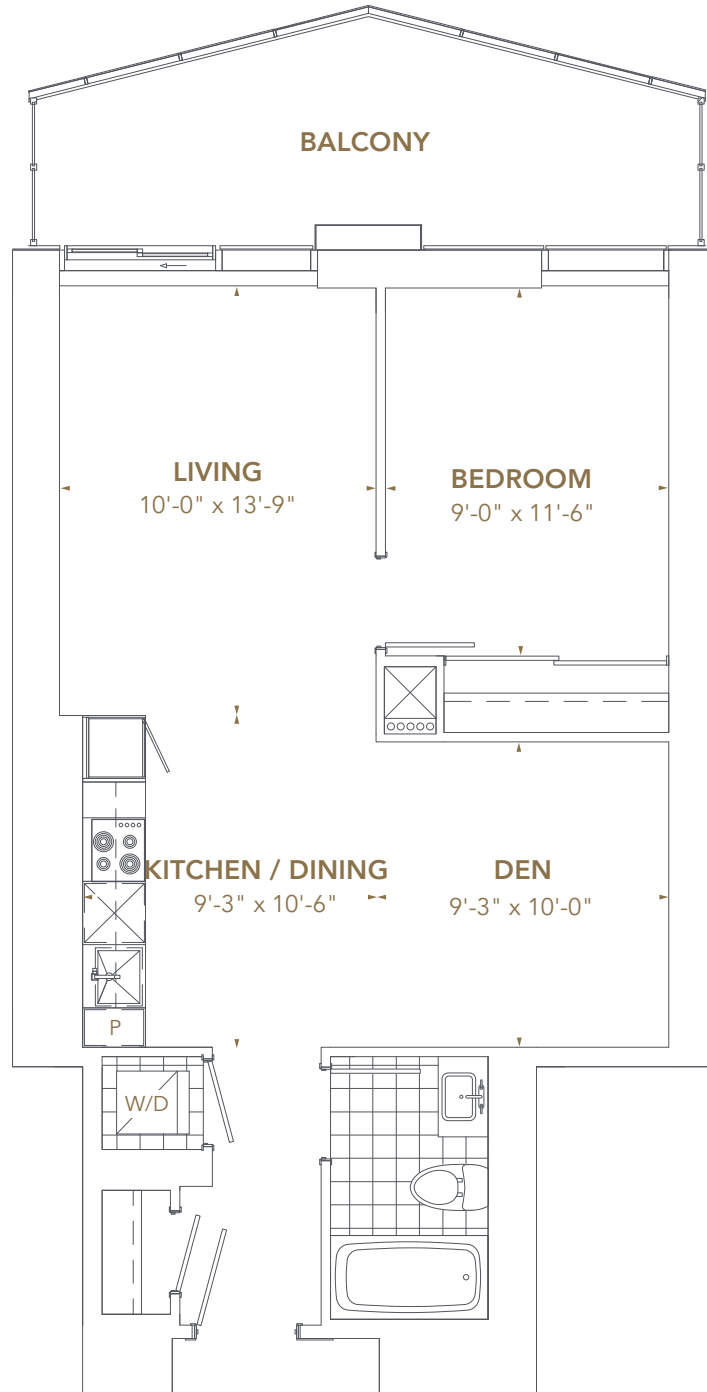 BALCONY
LIVING
10'-0" x 13'-9"
BEDROOM
9'-0" x 11'-6"
KITCHEN / DINING
9'-3" x 10'-6"
DEN
9'-3" x 10'-0"
P
W/D